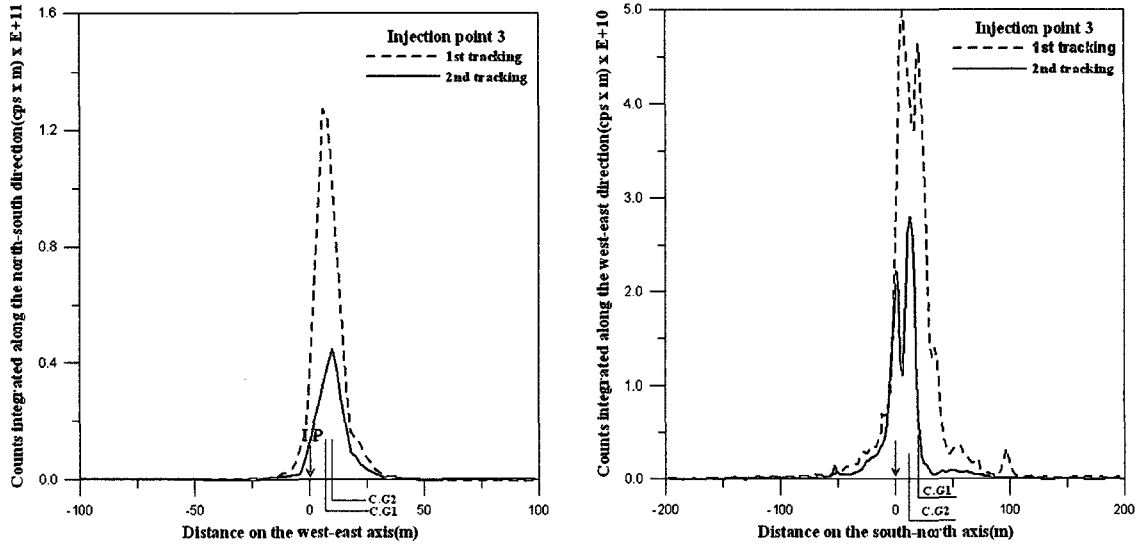 Counts integrated along the north-south direction(cps x m) x E+11
1.6
1.2
0.8
0.4
0.0
Injection point 3
1st tracking
2nd tracking
I.P
C.G2
C.G1
-100
-50
0
50
100
Distance on the west-east axis(m)
Counts integrated along the west-east direction(cps x m) x E+10
5.0
4.0
3.0
2.0
1.0
0.0
Injection point 3
1st tracking
2nd tracking
C.G1
C.G2
-200
-100
0
100
200
Distance on the south-north axis(m)